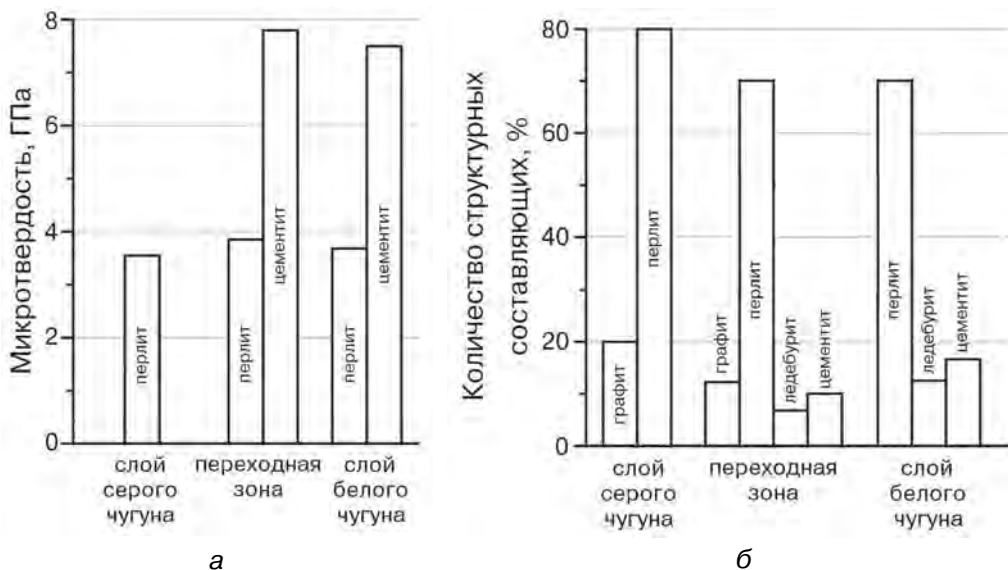 Микротвердость, ГПа
8
6
4
2
0
перлит
перлит
цементит
перлит
цементит
слой
серого
чугуна
переходная
зона
слой
белого
чугуна
а
Количество структурных
составляющих, %
80
60
40
20
0
графит
перлит
графит
перлит
ледебурит
цементит
перлит
ледебурит
цементит
слой
серого
чугуна
переходная
зона
слой
белого
чугуна
б